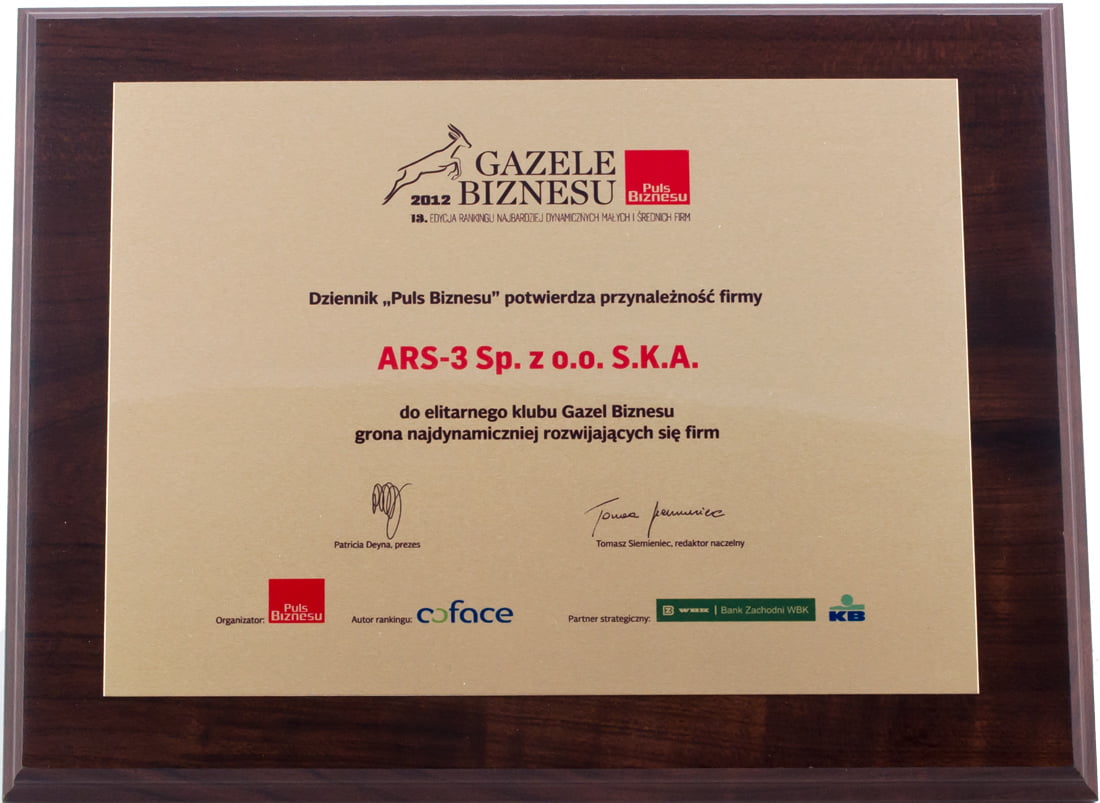 GAZELE
2012 BIZNESU
Puls
Biznesu
13. EDYCJA RANKINGU NAJBARDZIEJ DYNAMICZNYCH MAŁYCH I ŚREDNICH FIRM
Dziennik „Puls Biznesu” potwierdza przynależność firmy
ARS-3 Sp. z o.o. S.K.A.
do elitarnego klubu Gazel Biznesu
grona najdynamiczniej rozwijających się firm
Patricia Deyna, prezes
Tomasz Siemieniec, redaktor naczelny
Organizator: Puls Biznesu
Autor rankingu: coface
Partner strategiczny: WBK | Bank Zachodni WBK KB